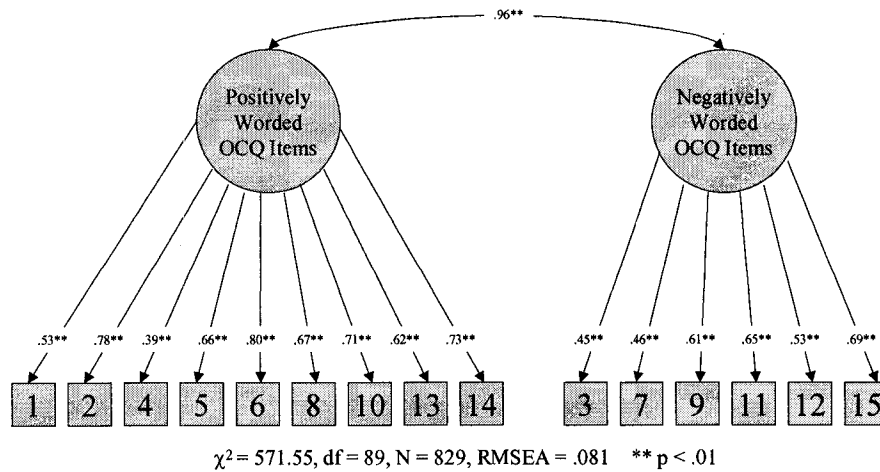 .96**
Positively
Worded
OCQ Items
Negatively
Worded
OCQ Items
.53** .78** .39** .66** .80** .67** .71** .62** .73** .45** .46** .61** .65** .53** .69**
1 2 4 5 6 8 10 13 14 3 7 9 11 12 15
χ² = 571.55, df = 89, N = 829, RMSEA = .081 ** p < .01